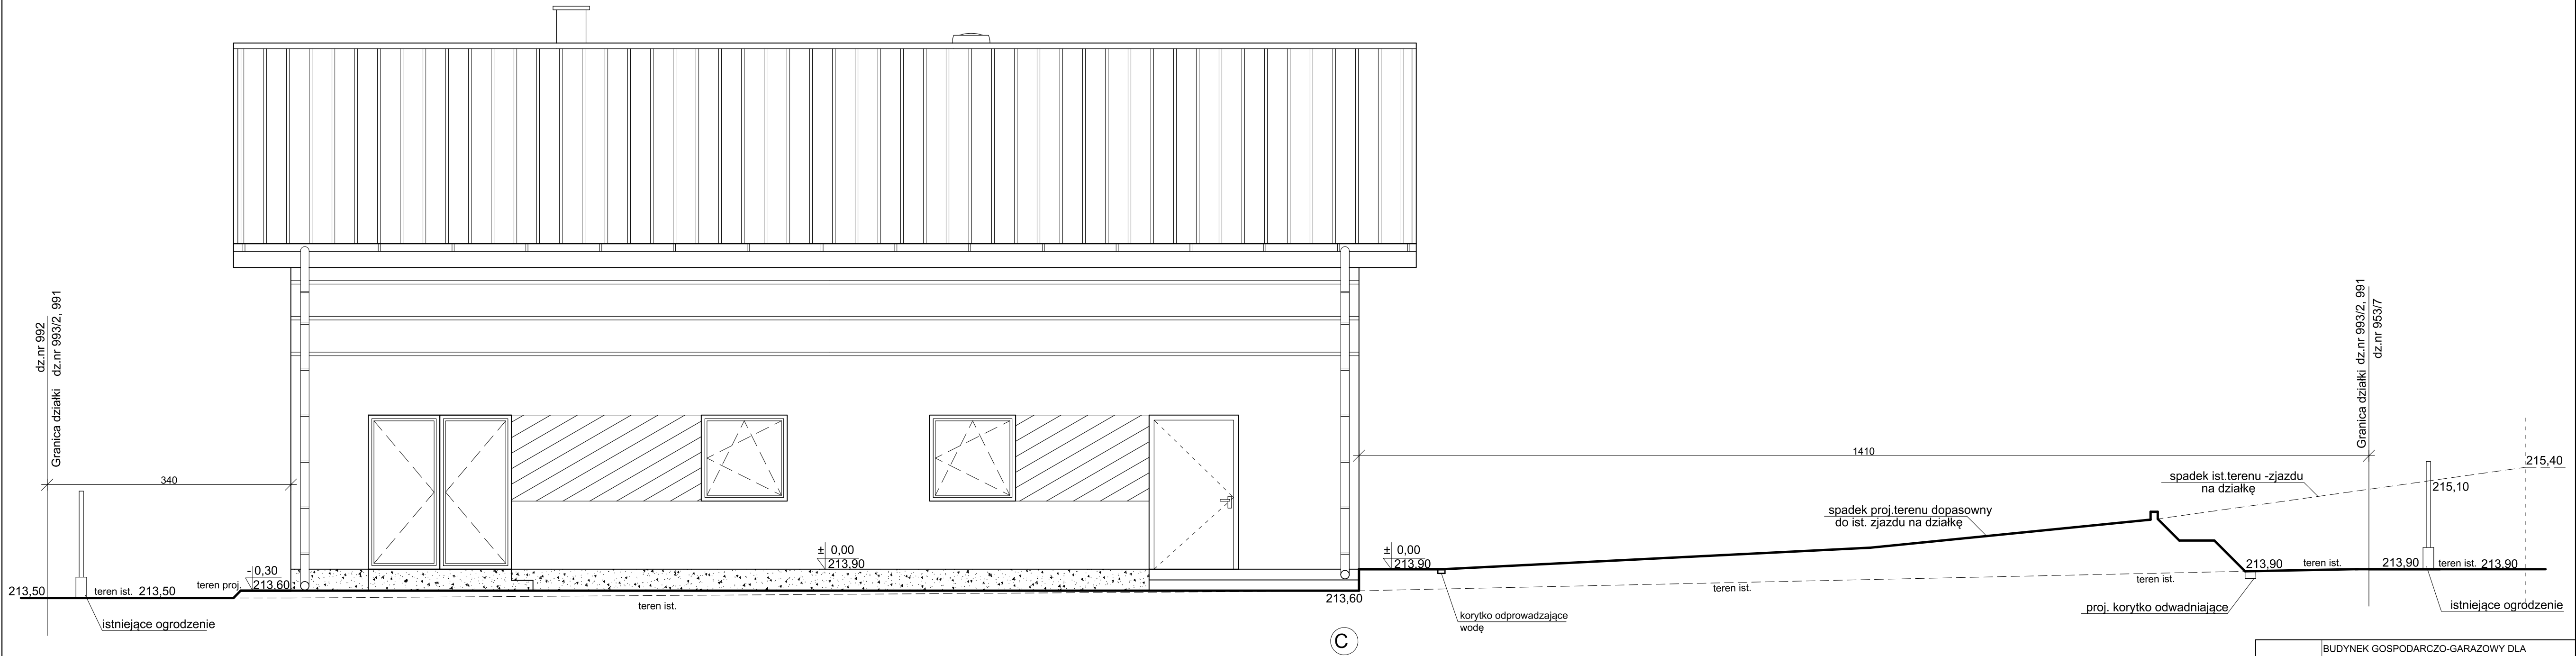 dz.nr 992
Granica działki dz.nr 993/2, 991
340
213,50
teren ist. 213,50
istniejące ogrodzenie
teren proj.
-0,30
213,60
teren ist.
± 0,00
213,90
213,60
C
± 0,00
213,90
korytko odprowadzające
wodę
1410
spadek proj.terenu dopasowny
do ist. zjazdu na działkę
teren ist.
spadek ist.terenu -zjazdu
na działkę
teren ist.
proj. korytko odwadniające
213,90
teren ist.
Granica działki dz.nr 993/2, 991
dz.nr 953/7
213,90
teren ist. 213,90
215,10
215,40
istniejące ogrodzenie
BUDYNEK GOSPODARCZO-GARAZOWY DLA